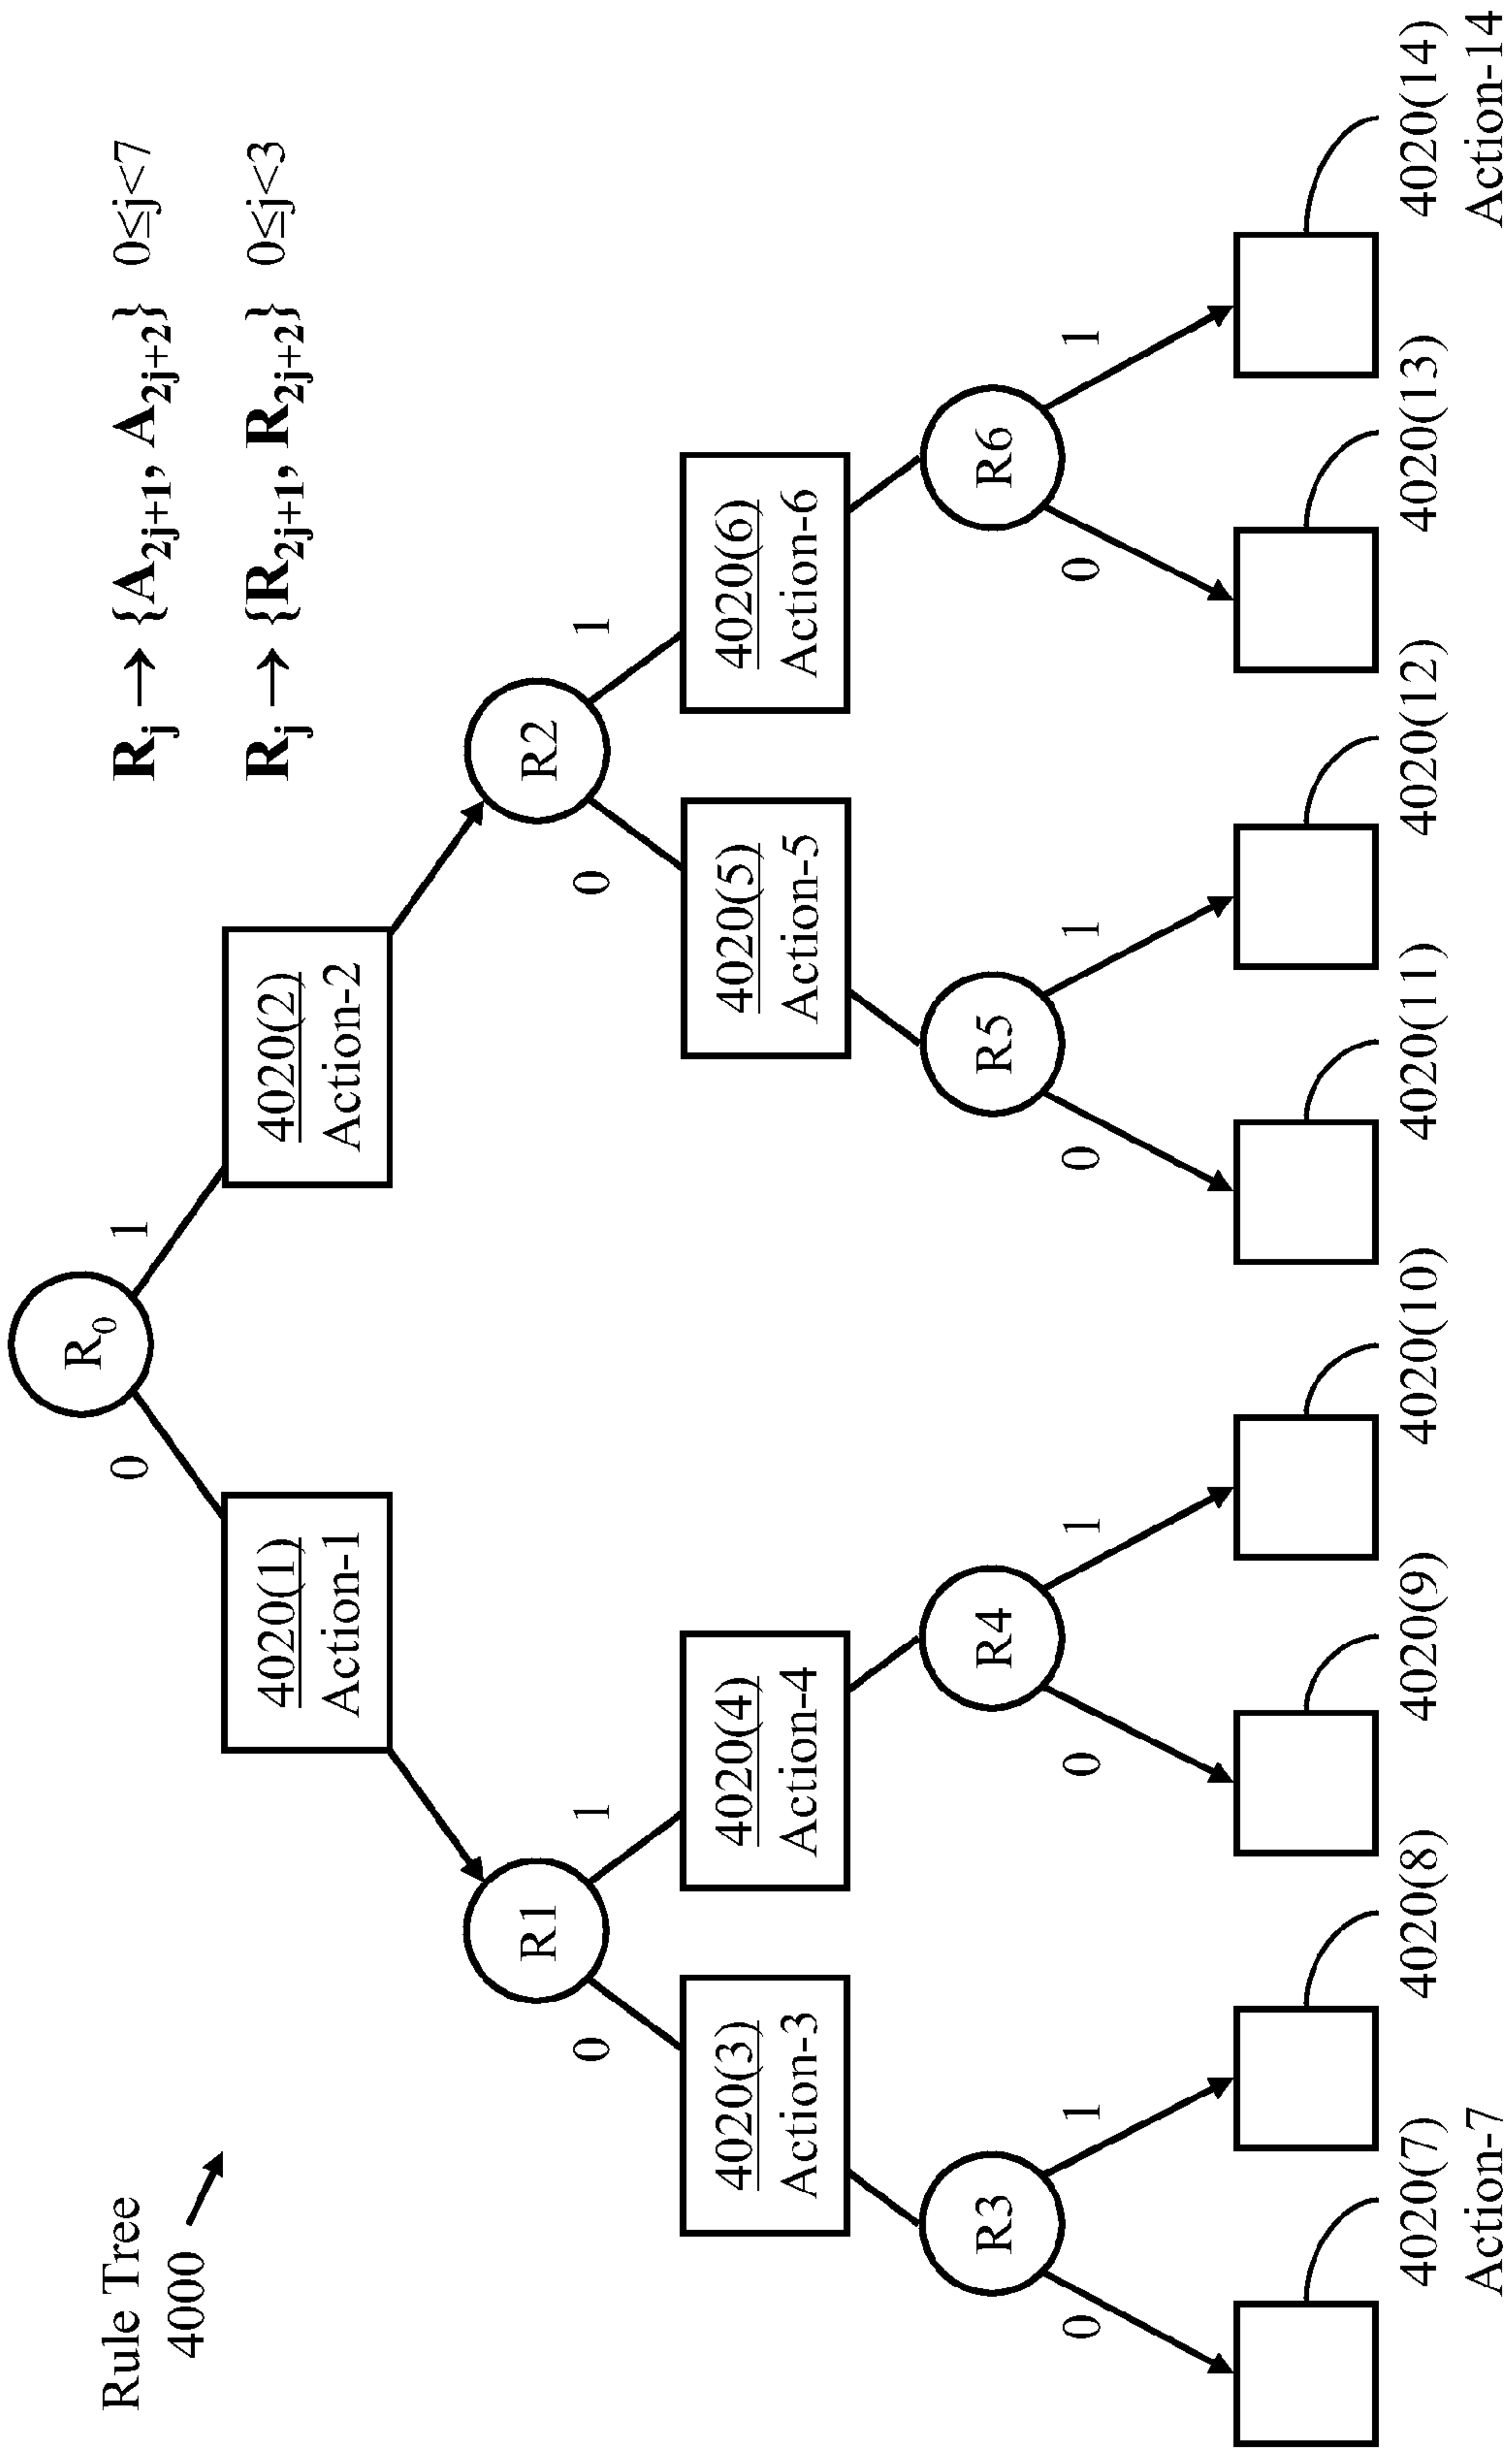 Rule Tree
4000
R₀
0
1
Rⱼ → {A₂ⱼ₊₁, A₂ⱼ₊₂} 0≤j<7
Rⱼ → {R₂ⱼ₊₁, R₂ⱼ₊₂} 0≤j<3
4020(1)
Action-1
4020(2)
Action-2
R1
0
1
R2
0
1
4020(3)
Action-3
4020(4)
Action-4
4020(5)
Action-5
4020(6)
Action-6
R3
0
1
R4
0
1
R5
0
1
R6
0
1
4020(7)
Action-7
4020(8)
4020(9)
4020(10)
4020(11)
4020(12)
4020(13)
4020(14)
Action-14